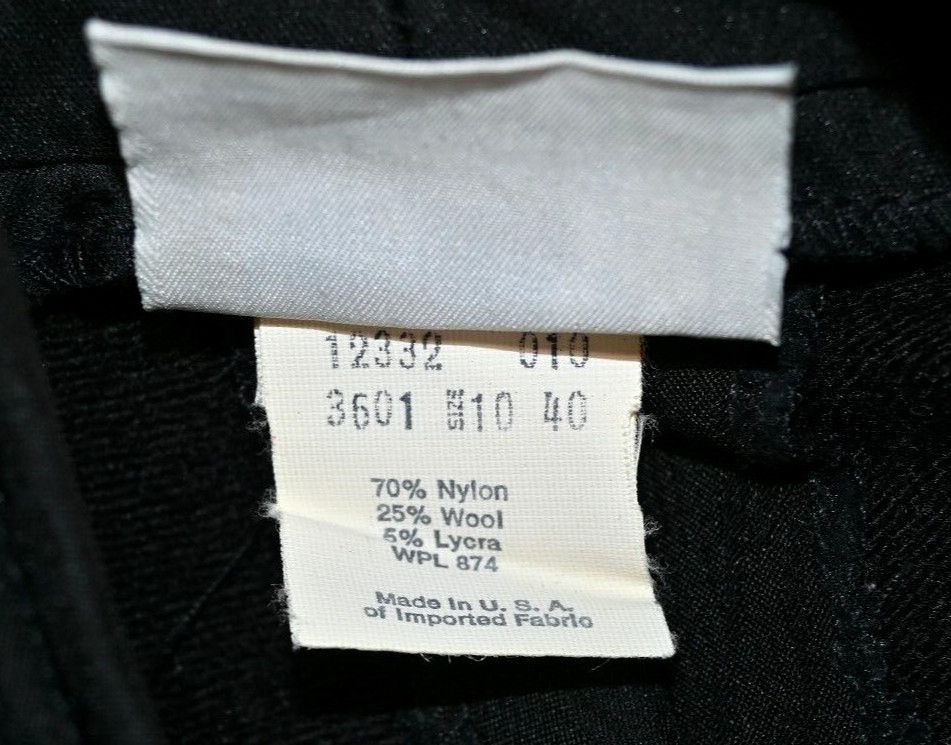 12332 010
3601 SIZE 10 40
70% Nylon
25% Wool
5% Lycra
WPL 874
Made In U. S. A.
of Imported Fabric